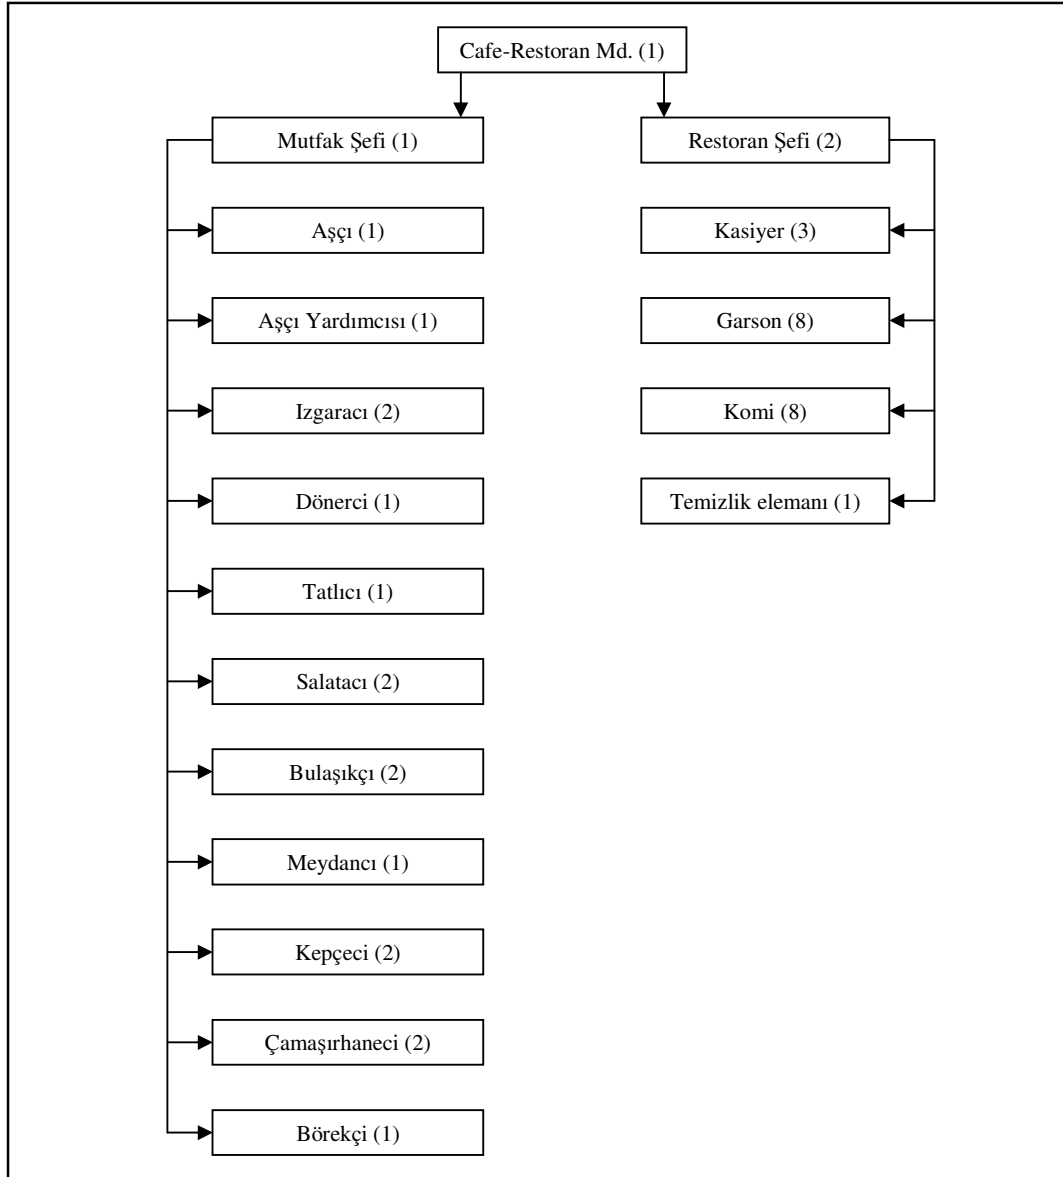 Cafe-Restoran Md. (1)
Mutfak Şefi (1)
Restoran Şefi (2)
Aşçı (1)
Kasiyer (3)
Aşçı Yardımcısı (1)
Garson (8)
Izgaracı (2)
Komi (8)
Dönerci (1)
Temizlik elemanı (1)
Tatlıcı (1)
Salatacı (2)
Bulaşıkçı (2)
Meydancı (1)
Kepçeci (2)
Çamaşırhaneci (2)
Börekçi (1)